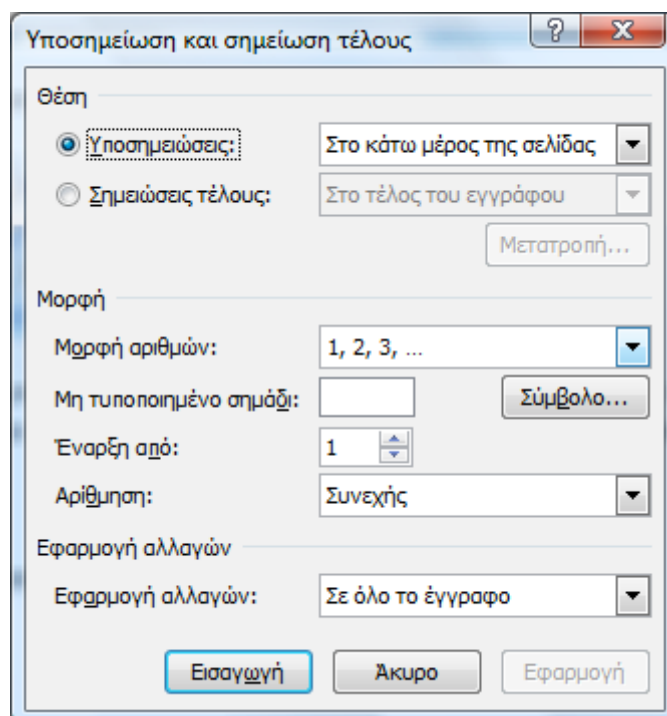 Υποσημείωση και σημείωση τέλους
Θέση
Υποσημειώσεις: Στο κάτω μέρος της σελίδας
Σημειώσεις τέλους: Στο τέλος του εγγράφου
Μετατροπή...
Μορφή
Μορφή αριθμών: 1, 2, 3, ...
Μη τυποποιημένο σημάδι: Σύμβολο...
Έναρξη από: 1
Αρίθμηση: Συνεχής
Εφαρμογή αλλαγών
Εφαρμογή αλλαγών: Σε όλο το έγγραφο
Εισαγωγή Άκυρο Εφαρμογή